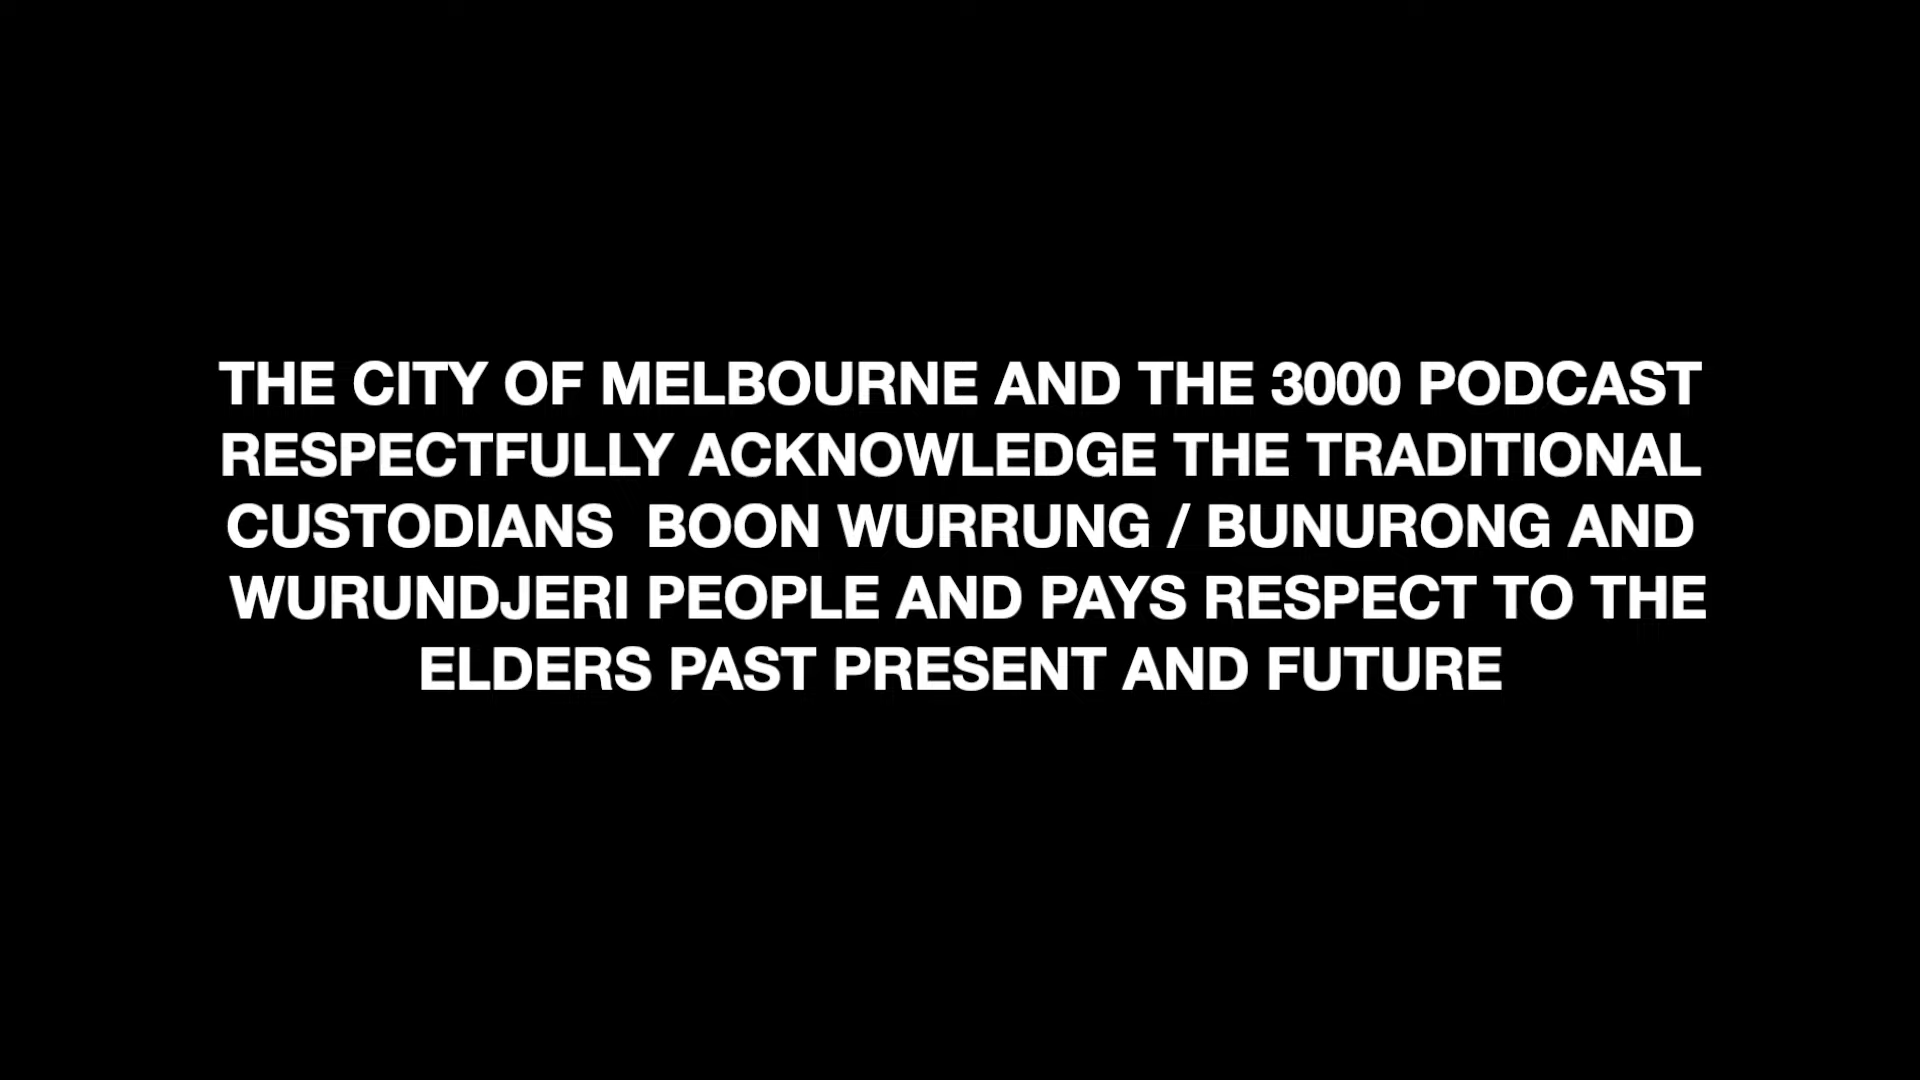 THE CITY OF MELBOURNE AND THE 3000 PODCAST
RESPECTFULLY ACKNOWLEDGE THE TRADITIONAL
CUSTODIANS  BOON WURRUNG / BUNURONG AND
WURUNDJERI PEOPLE AND PAYS RESPECT TO THE
ELDERS PAST PRESENT AND FUTURE